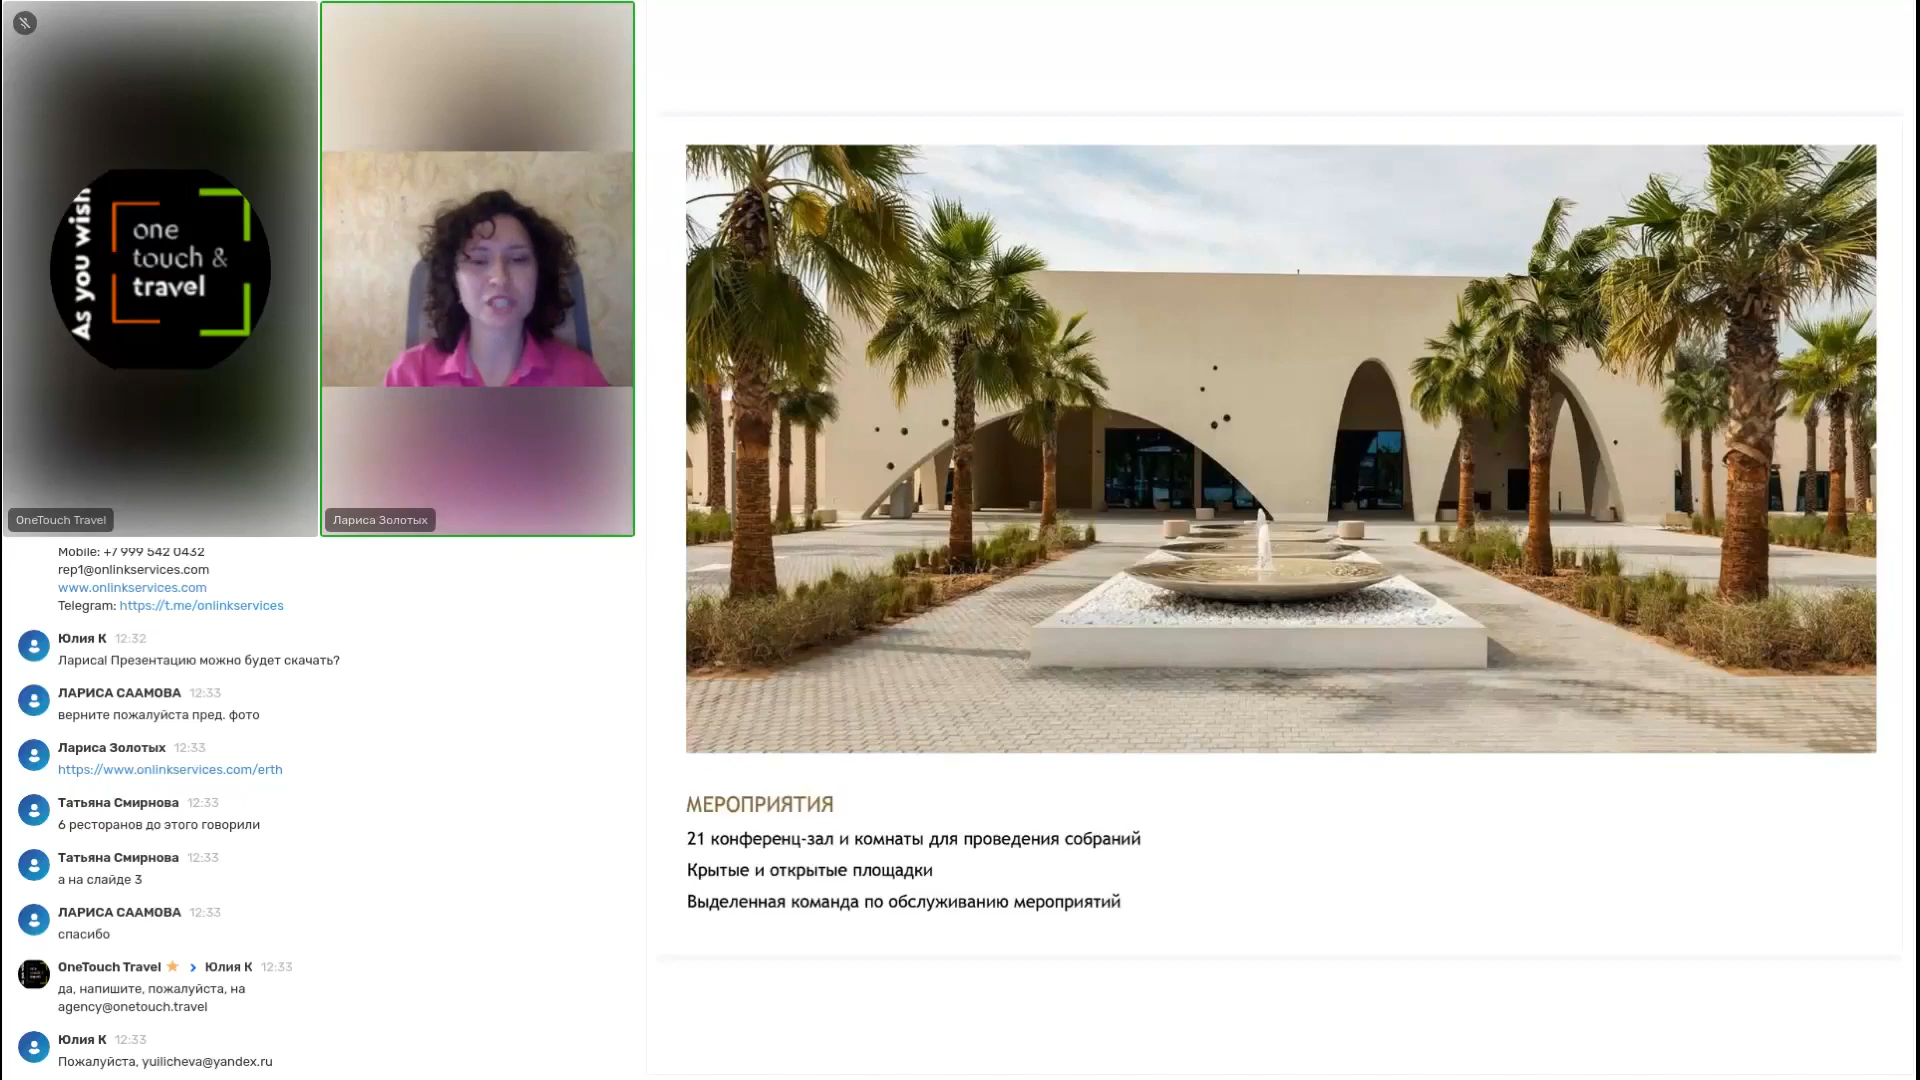 As you wish
one
touch &
travel
OneTouch Travel
Лариса Золотых
Mobile: +7 999 542 0432
rep1@onlinkservices.com
www.onlinkservices.com
Telegram: https://t.me/onlinkservices
Юлия К 12:32
Лариса! Презентацию можно будет скачать?
ЛАРИСА СААМОВА 12:33
верните пожалуйста пред. фото
Лариса Золотых 12:33
https://www.onlinkservices.com/erth
Татьяна Смирнова 12:33
6 ресторанов до этого говорили
Татьяна Смирнова 12:33
а на слайде 3
ЛАРИСА СААМОВА 12:33
спасибо
OneTouch Travel Юлия К 12:33
да, напишите, пожалуйста, на
agency@onetouch.travel
Юлия К 12:33
Пожалуйста, yuilicheva@yandex.ru
МЕРОПРИЯТИЯ
21 конференц-зал и комнаты для проведения собраний
Крытые и открытые площадки
Выделенная команда по обслуживанию мероприятий